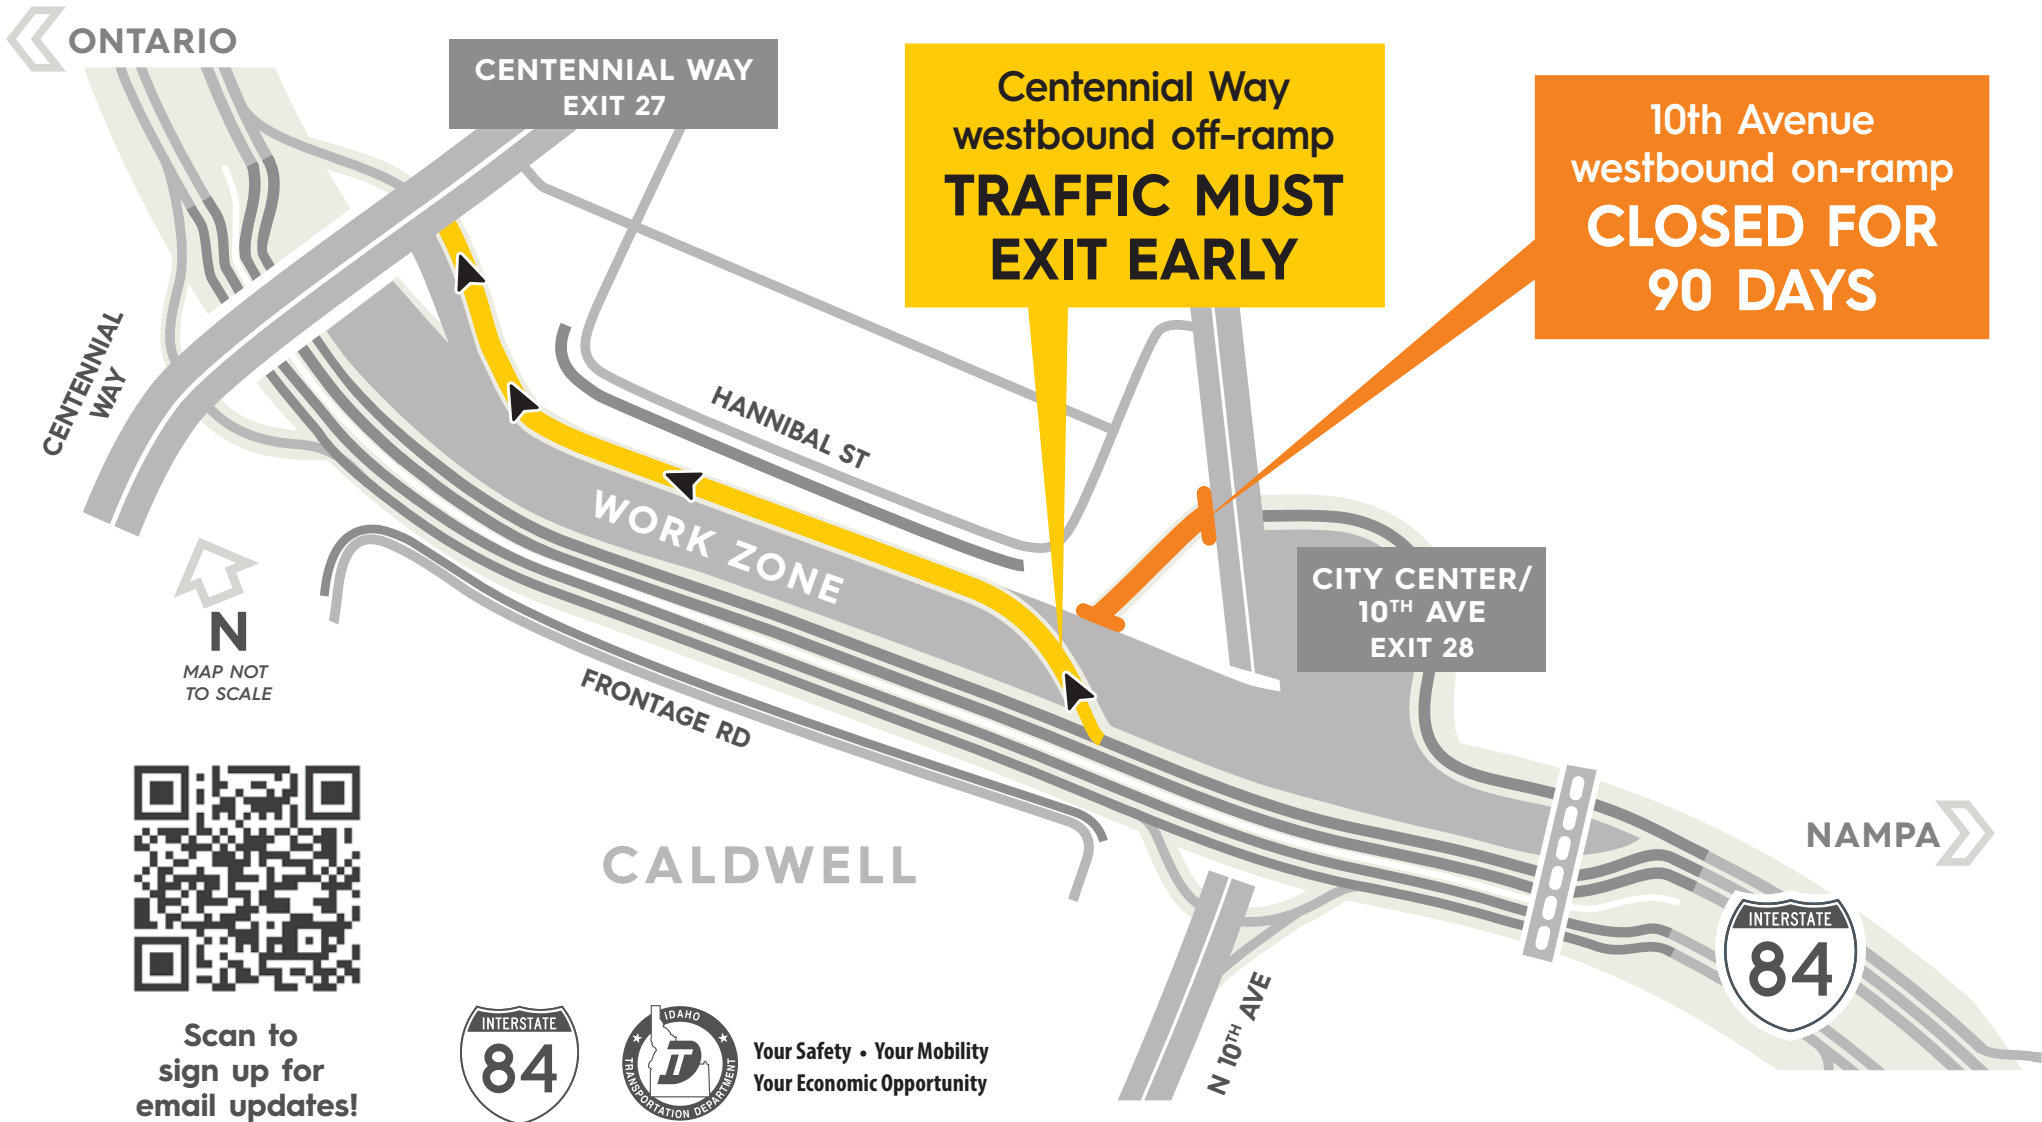 ONTARIO
CENTENNIAL WAY
EXIT 27
Centennial Way
westbound off-ramp
TRAFFIC MUST
EXIT EARLY
10th Avenue
westbound on-ramp
CLOSED FOR
90 DAYS
CENTENNIAL
WAY
HANNIBAL ST
WORK ZONE
CITY CENTER/
10TH AVE
EXIT 28
N
MAP NOT
TO SCALE
FRONTAGE RD
CALDWELL
NAMPA
INTERSTATE
84
N 10TH AVE
Scan to
sign up for
email updates!
INTERSTATE
84
IDAHO
TRANSPORTATION DEPARTMENT
Your Safety • Your Mobility
Your Economic Opportunity